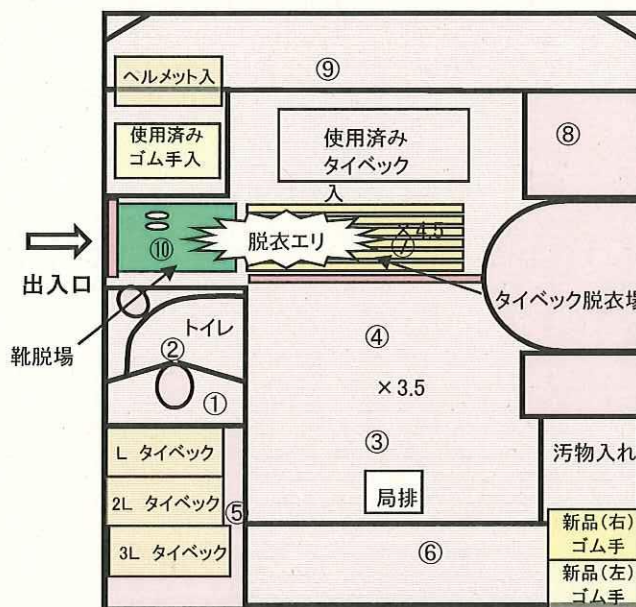 ⑨
ヘルメット入
使用済み
ゴム手入
使用済み
タイベック
入
⑧
⑩
脱衣エリ
×4.5
⑦
出入口
タイベック脱衣場
靴脱場
トイレ
②
①
④
×3.5
③
局排
汚物入れ
L タイベック
2L タイベック
3L タイベック
⑤
⑥
新品(右)
ゴム手
新品(左)
ゴム手